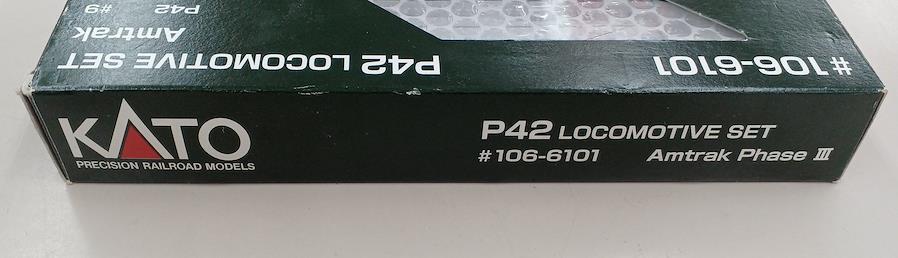 #106-6101
P42 LOCOMOTIVE SET
Amtrak
P42 #9
KATO
PRECISION RAILROAD MODELS
P42 LOCOMOTIVE SET
#106-6101 Amtrak Phase III